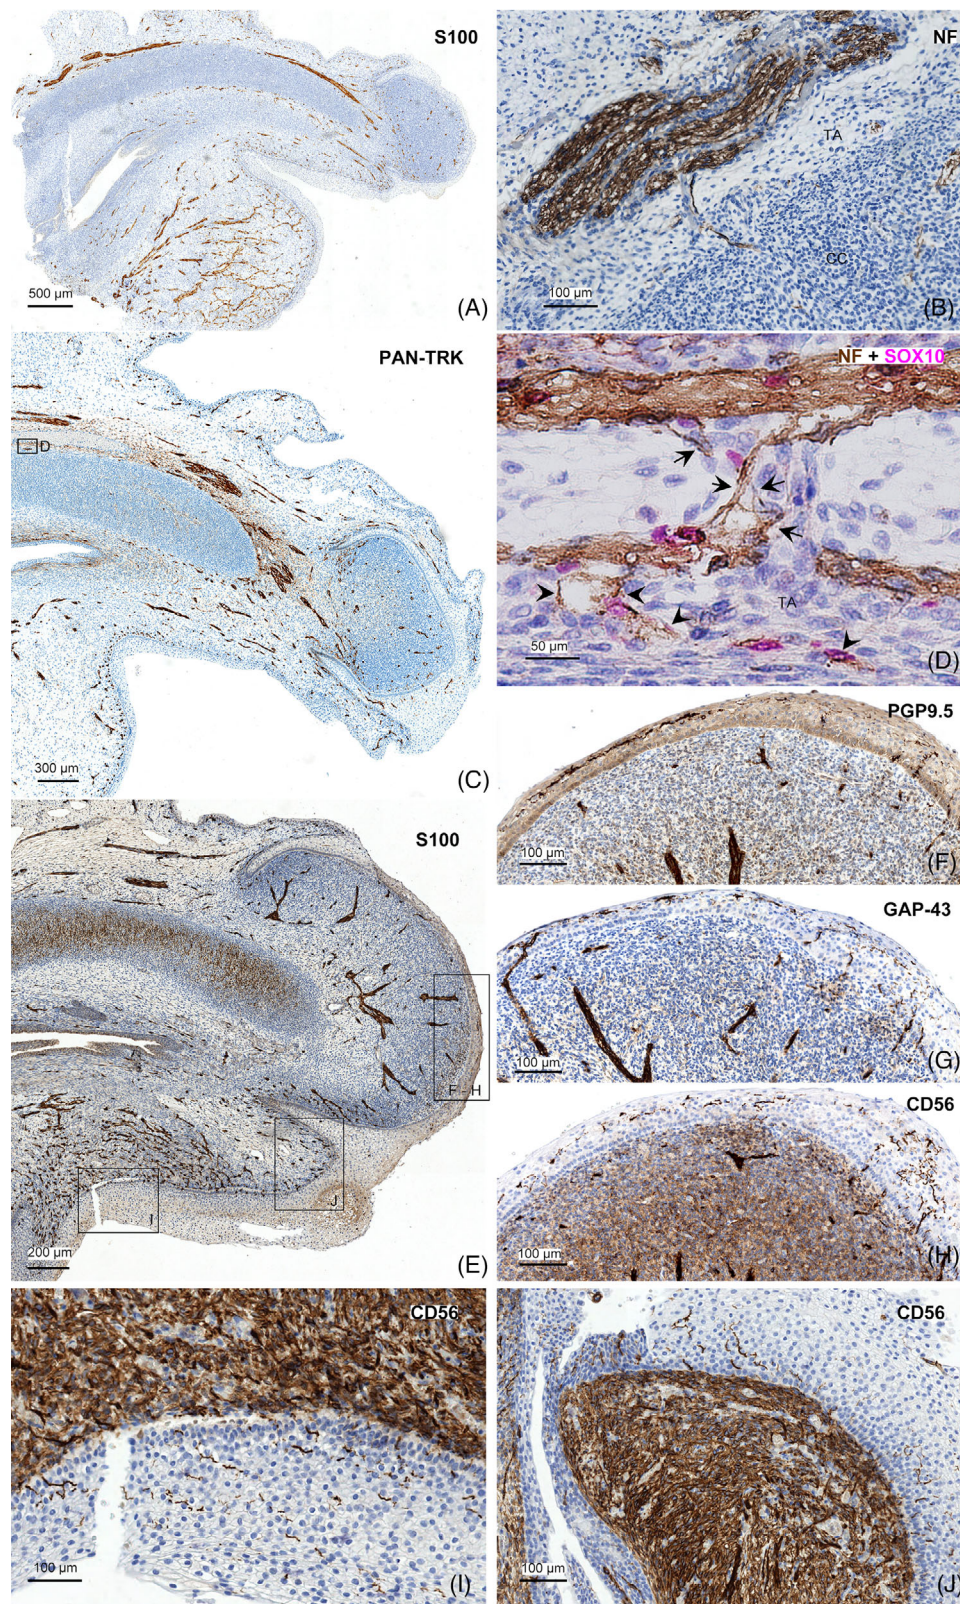 S100
500 µm
(A)
NF
TA
CC
100 µm
(B)
PAN-TRK
D
300 µm
(C)
NF + SOX10
TA
50 µm
(D)
PGP9.5
100 µm
(F)
S100
F - H
J
I
200 µm
(E)
GAP-43
100 µm
(G)
CD56
100 µm
(H)
CD56
100 µm
(I)
CD56
100 µm
(J)